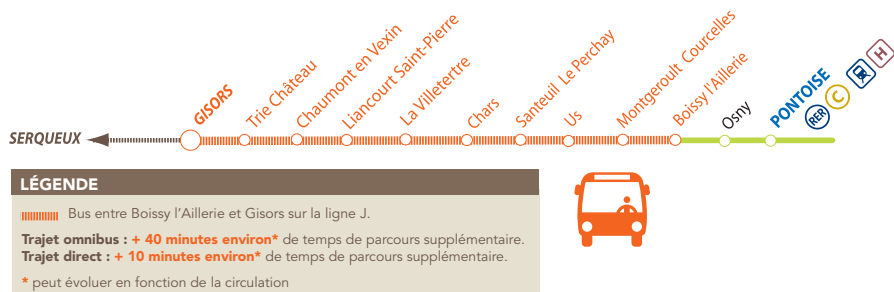 SERQUEUX
GISORS
Trie Château
Chaumont en Vexin
Liancourt Saint-Pierre
La Villetertre
Chars
Santeuil Le Perchay
Us
Montgeroult Courcelles
Boissy l'Aillerie
Osny
PONTOISE
RER
C
H
LÉGENDE
Bus entre Boissy l’Aillerie et Gisors sur la ligne J.
Trajet omnibus : + 40 minutes environ* de temps de parcours supplémentaire.
Trajet direct : + 10 minutes environ* de temps de parcours supplémentaire.
* peut évoluer en fonction de la circulation